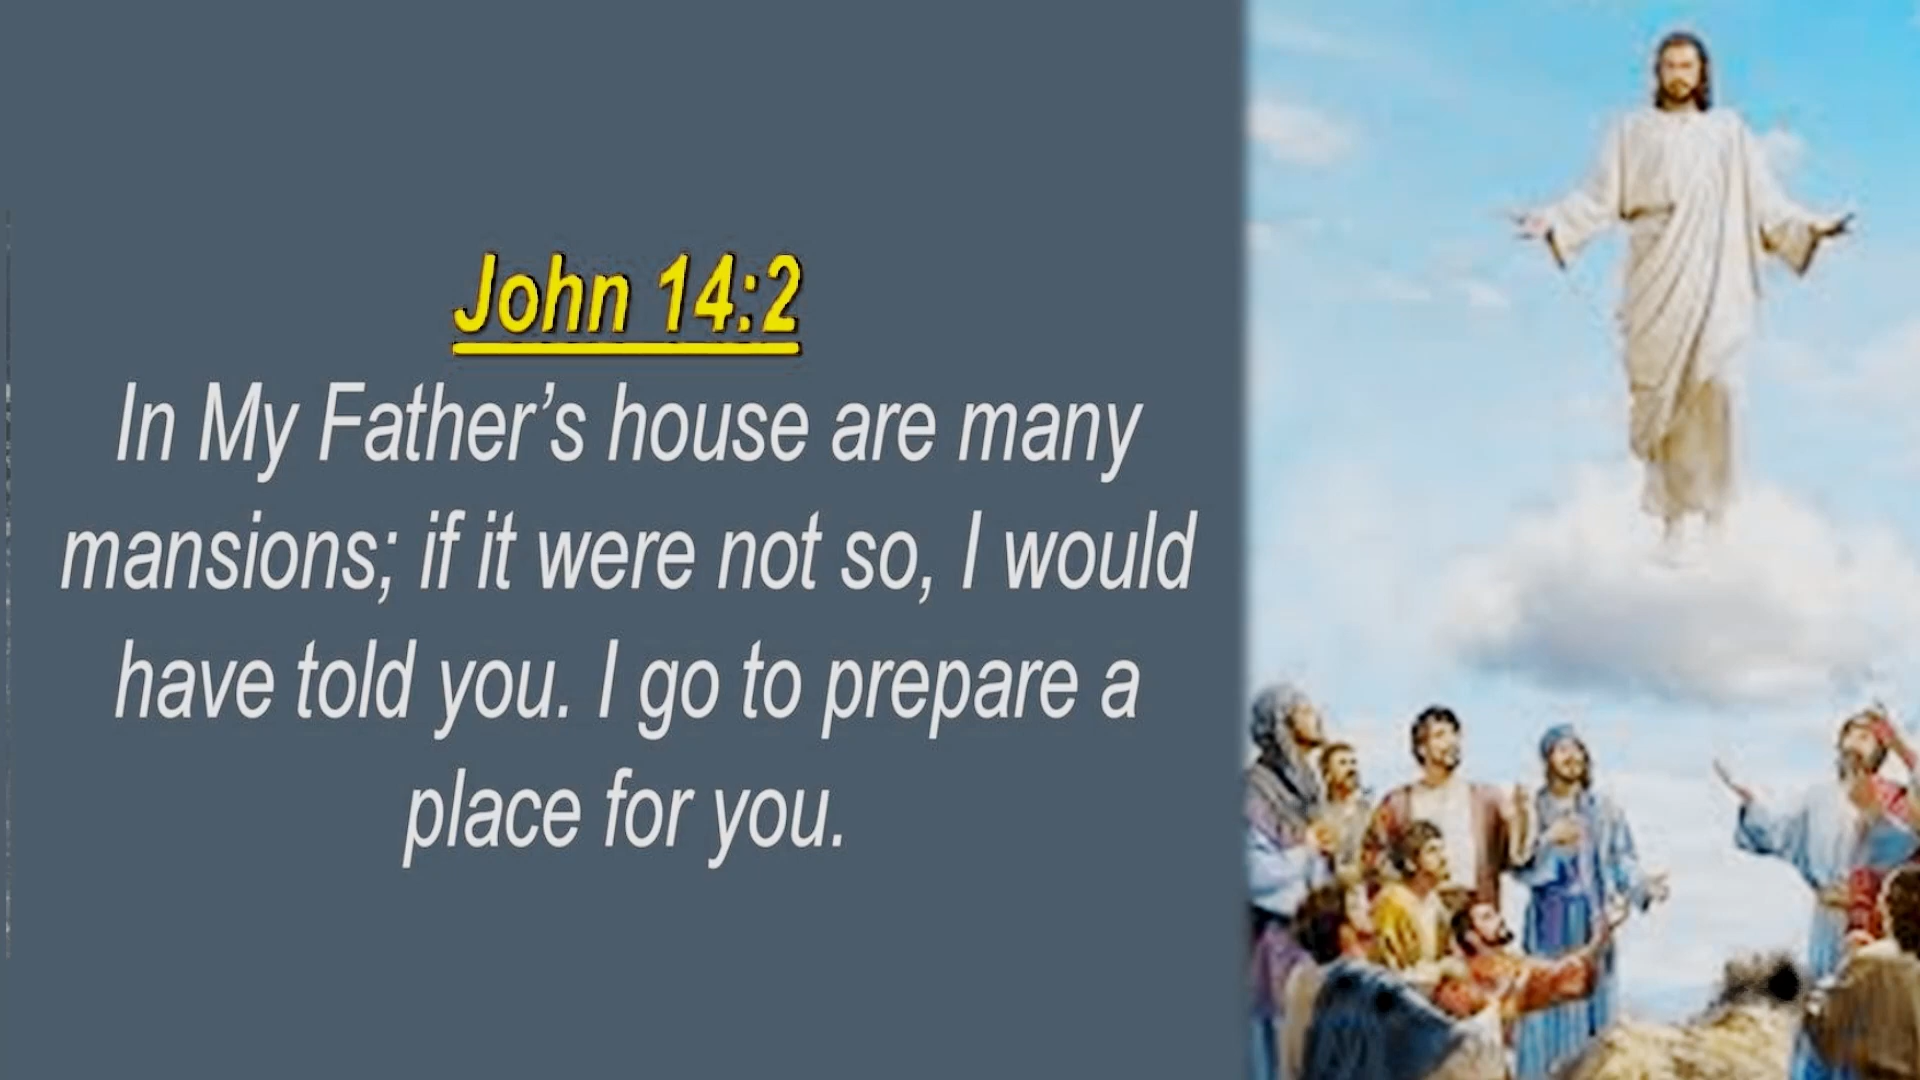 John 14:2
In My Father’s house are many
mansions; if it were not so, I would
have told you. I go to prepare a
place for you.